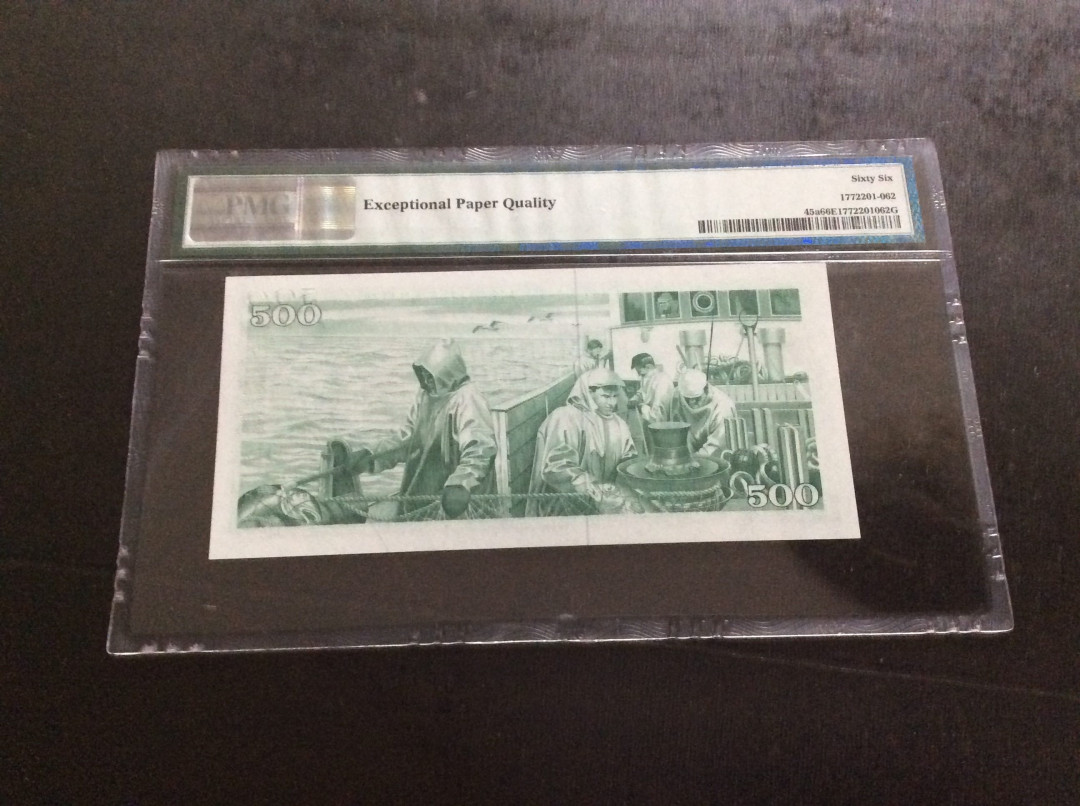 PMG
Exceptional Paper Quality
Sixty Six
1772201-062
45a66E1772201062G
500
500